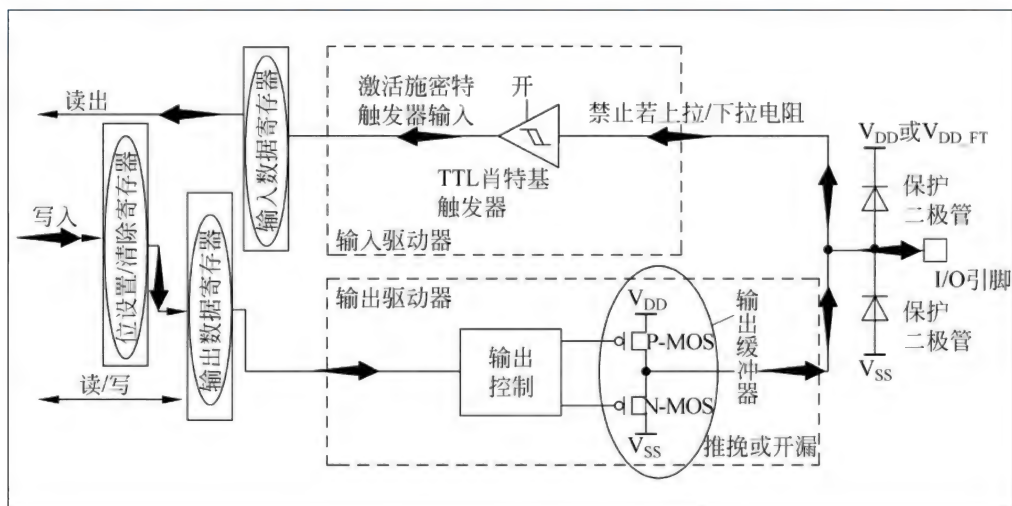 读出
写入
位设置/清除寄存器
读/写
输入数据寄存器
输出数据寄存器
激活施密特
触发器输入
开
TTL肖特基
触发器
输入驱动器
禁止若上拉/下拉电阻
V_DD或V_DD_FT
保护
二极管
I/O引脚
保护
二极管
V_SS
输出驱动器
输出
控制
V_DD
P-MOS
N-MOS
V_SS
输出缓冲器
推挽或开漏